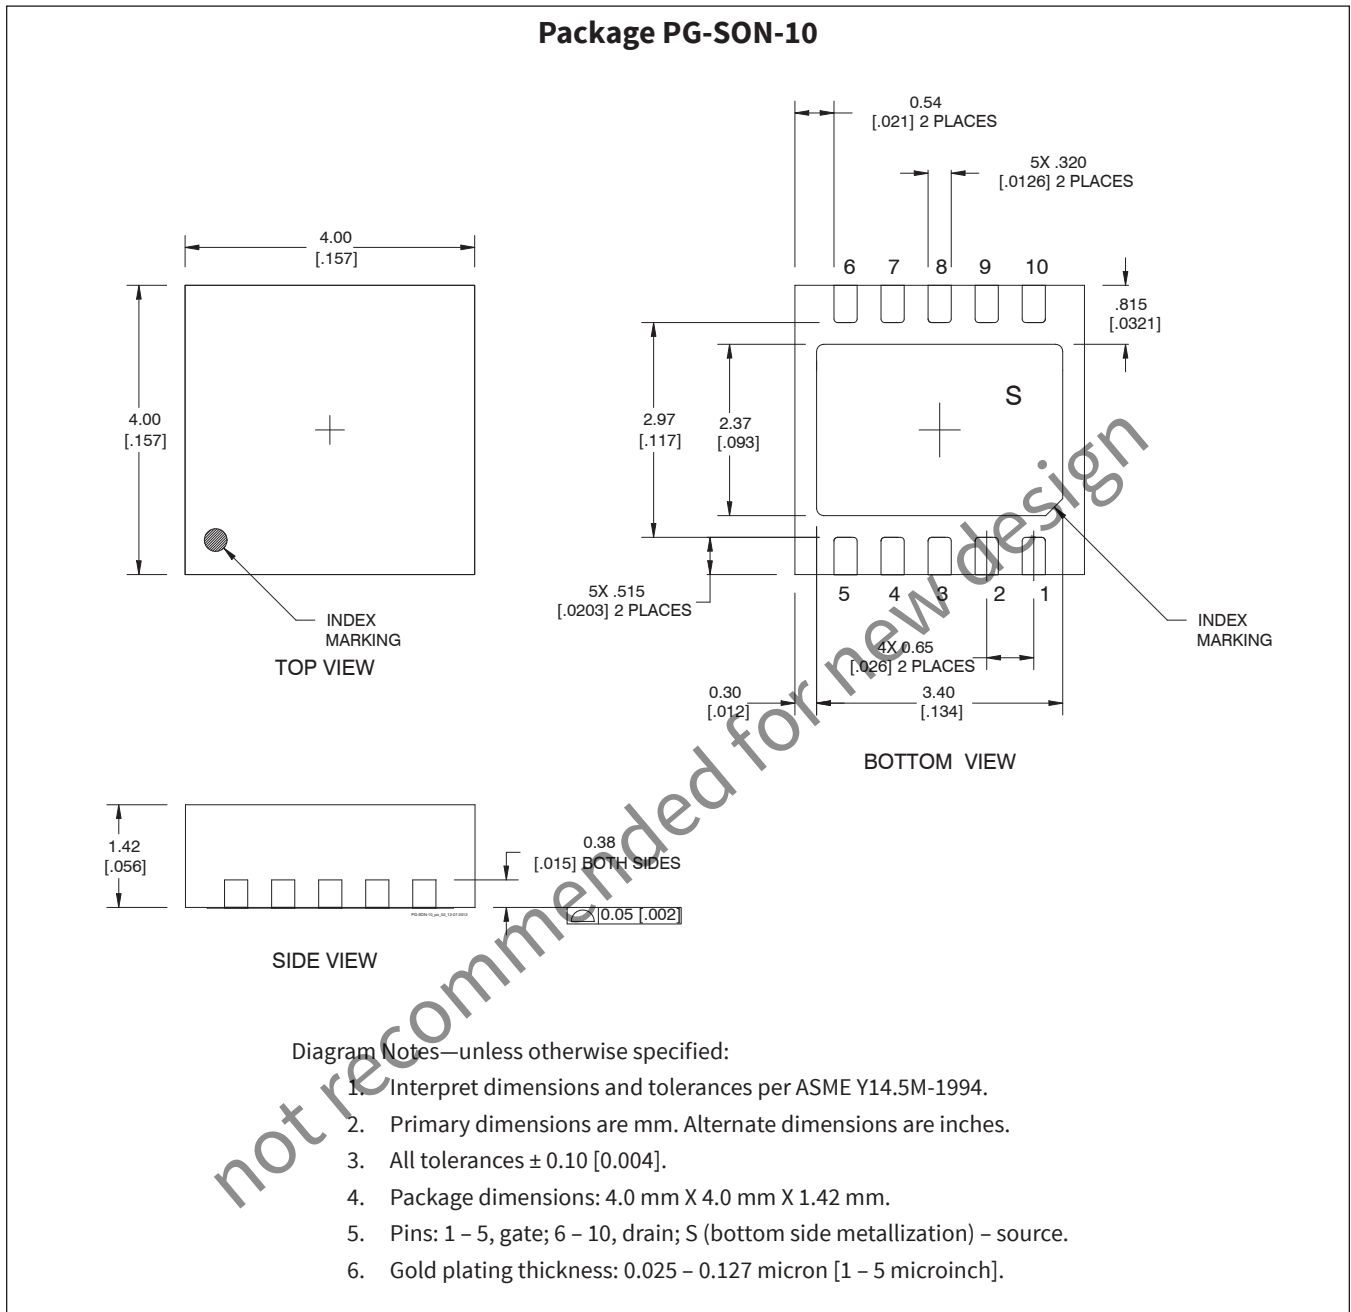 Package PG-SON-10
0.54
[.021] 2 PLACES
5X .320
[.0126] 2 PLACES
4.00
[.157]
6 7 8 9 10
.815
[.0321]
S
4.00
[.157]
2.97
[.117]
2.37
[.093]
5X .515
[.0203] 2 PLACES
5 4 3 2 1
INDEX
MARKING
TOP VIEW
INDEX
MARKING
4X 0.65
[.026] 2 PLACES
0.30
[.012]
3.40
[.134]
BOTTOM VIEW
1.42
[.056]
0.38
[.015] BOTH SIDES
0.05 [.002]
SIDE VIEW
Diagram Notes—unless otherwise specified:
1. Interpret dimensions and tolerances per ASME Y14.5M-1994.
2. Primary dimensions are mm. Alternate dimensions are inches.
3. All tolerances ± 0.10 [0.004].
4. Package dimensions: 4.0 mm X 4.0 mm X 1.42 mm.
5. Pins: 1 – 5, gate; 6 – 10, drain; S (bottom side metallization) – source.
6. Gold plating thickness: 0.025 – 0.127 micron [1 – 5 microinch].
not recommended for new design